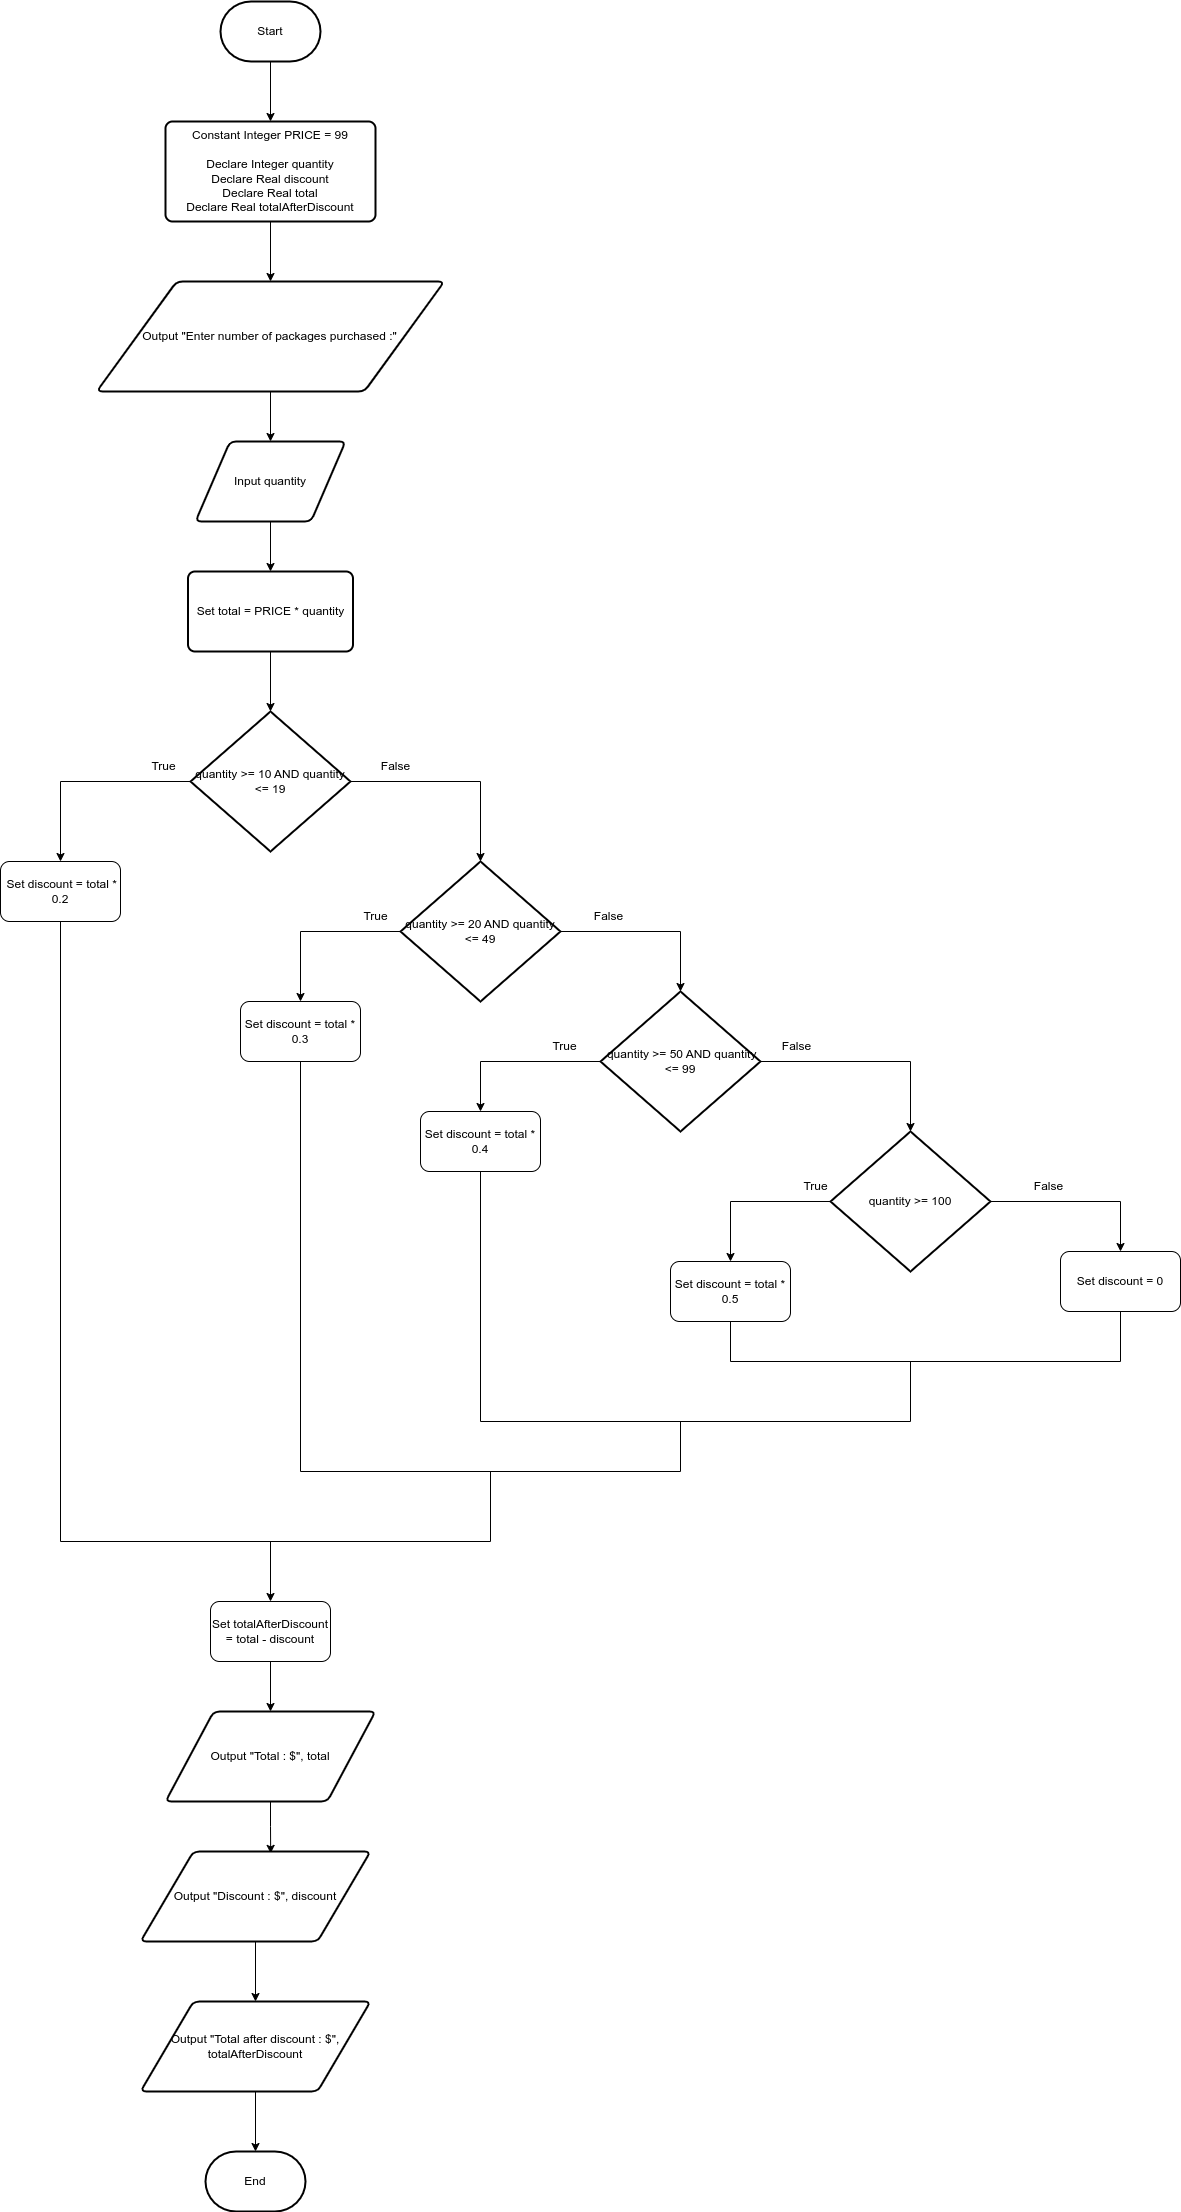 Start
Constant Integer PRICE = 99
Declare Integer quantity
Declare Real discount
Declare Real total
Declare Real totalAfterDiscount
Output "Enter number of packages purchased :"
Input quantity
Set total = PRICE * quantity
True
False
quantity >= 10 AND quantity
<= 19
Set discount = total *
0.2
True
False
quantity >= 20 AND quantity
<= 49
Set discount = total *
0.3
True
False
quantity >= 50 AND quantity
<= 99
Set discount = total *
0.4
True
False
quantity >= 100
Set discount = total *
0.5
Set discount = 0
Set totalAfterDiscount
= total - discount
Output "Total : $", total
Output "Discount : $", discount
Output "Total after discount : $",
totalAfterDiscount
End